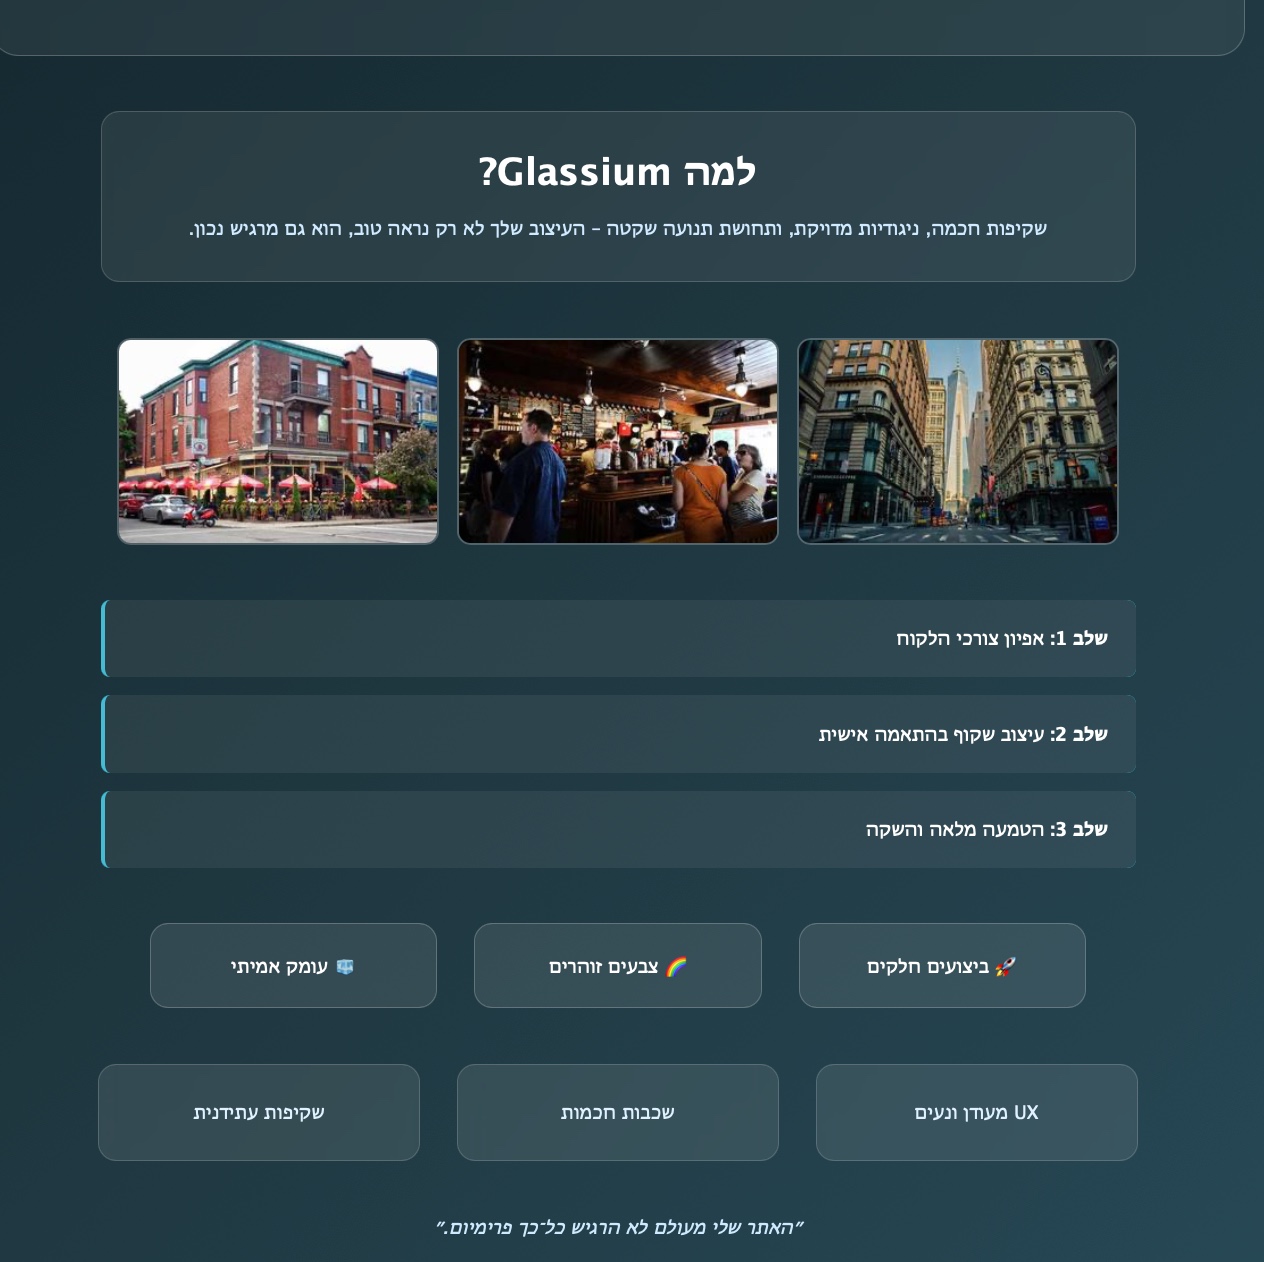 למה Glassium?
שקיפות חכמה, ניגודיות מדויקת, ותחושת תנועה שקטה – העיצוב שלך לא רק נראה טוב, הוא גם מרגיש נכון.
שלב 1: אפיון צורכי הלקוח
שלב 2: עיצוב שקוף בהתאמה אישית
שלב 3: הטמעה מלאה והשקה
🚀 ביצועים חלקים
🌈 צבעים זוהרים
🧊 עומק אמיתי
UX מעודן ונעים
שכבות חכמות
שקיפות עתידנית
״האתר שלי מעולם לא הרגיש כל־כך פרימיום.״